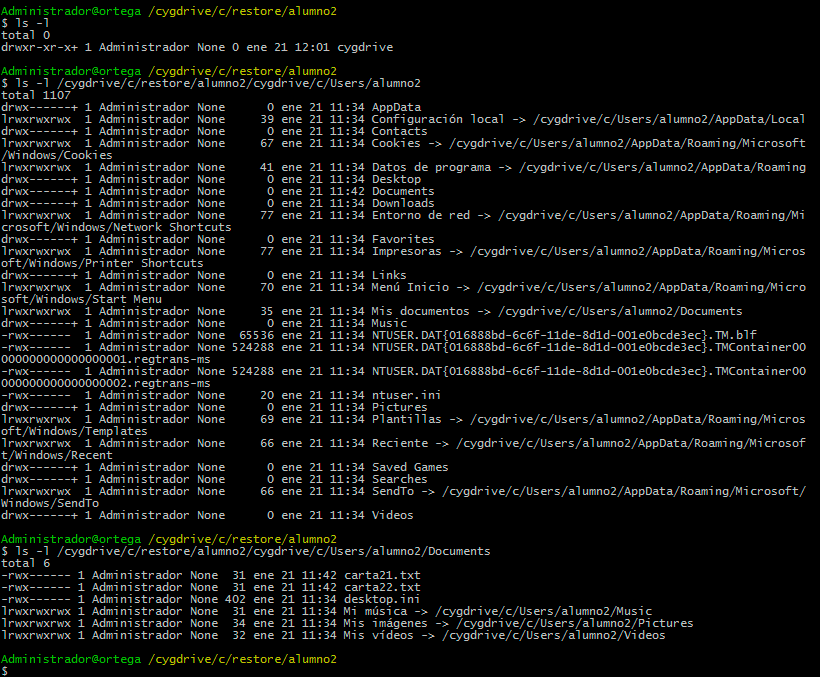 Administrador@ortega /cygdrive/c/restore/alumno2
$ ls -l
total 0
drwxr-xr-x+ 1 Administrador None 0 ene 21 12:01 cygdrive
Administrador@ortega /cygdrive/c/restore/alumno2
$ ls -l /cygdrive/c/restore/alumno2/cygdrive/c/Users/alumno2
total 1107
drwx------+ 1 Administrador None      0 ene 21 11:34 AppData
lrwxrwxrwx  1 Administrador None     39 ene 21 11:34 Configuración local -> /cygdrive/c/Users/alumno2/AppData/Local
drwx------+ 1 Administrador None      0 ene 21 11:34 Contacts
lrwxrwxrwx  1 Administrador None     67 ene 21 11:34 Cookies -> /cygdrive/c/Users/alumno2/AppData/Roaming/Microsoft
/Windows/Cookies
lrwxrwxrwx  1 Administrador None     41 ene 21 11:34 Datos de programa -> /cygdrive/c/Users/alumno2/AppData/Roaming
drwx------+ 1 Administrador None      0 ene 21 11:34 Desktop
drwx------+ 1 Administrador None      0 ene 21 11:42 Documents
drwx------+ 1 Administrador None      0 ene 21 11:34 Downloads
lrwxrwxrwx  1 Administrador None     77 ene 21 11:34 Entorno de red -> /cygdrive/c/Users/alumno2/AppData/Roaming/Mi
crosoft/Windows/Network Shortcuts
drwx------+ 1 Administrador None      0 ene 21 11:34 Favorites
lrwxrwxrwx  1 Administrador None     77 ene 21 11:34 Impresoras -> /cygdrive/c/Users/alumno2/AppData/Roaming/Micros
oft/Windows/Printer Shortcuts
drwx------+ 1 Administrador None      0 ene 21 11:34 Links
lrwxrwxrwx  1 Administrador None     70 ene 21 11:34 Menú Inicio -> /cygdrive/c/Users/alumno2/AppData/Roaming/Micro
soft/Windows/Start Menu
lrwxrwxrwx  1 Administrador None     35 ene 21 11:34 Mis documentos -> /cygdrive/c/Users/alumno2/Documents
drwx------+ 1 Administrador None      0 ene 21 11:34 Music
-rwx------  1 Administrador None  65536 ene 21 11:34 NTUSER.DAT{016888bd-6c6f-11de-8d1d-001e0bcde3ec}.TM.blf
-rwx------  1 Administrador None 524288 ene 21 11:34 NTUSER.DAT{016888bd-6c6f-11de-8d1d-001e0bcde3ec}.TMContainer00
000000000000000001.regtrans-ms
-rwx------  1 Administrador None 524288 ene 21 11:34 NTUSER.DAT{016888bd-6c6f-11de-8d1d-001e0bcde3ec}.TMContainer00
000000000000000002.regtrans-ms
-rwx------  1 Administrador None     20 ene 21 11:34 ntuser.ini
drwx------+ 1 Administrador None      0 ene 21 11:34 Pictures
lrwxrwxrwx  1 Administrador None     69 ene 21 11:34 Plantillas -> /cygdrive/c/Users/alumno2/AppData/Roaming/Micros
oft/Windows/Templates
lrwxrwxrwx  1 Administrador None     66 ene 21 11:34 Reciente -> /cygdrive/c/Users/alumno2/AppData/Roaming/Microsof
t/Windows/Recent
drwx------+ 1 Administrador None      0 ene 21 11:34 Saved Games
drwx------+ 1 Administrador None      0 ene 21 11:34 Searches
lrwxrwxrwx  1 Administrador None     66 ene 21 11:34 SendTo -> /cygdrive/c/Users/alumno2/AppData/Roaming/Microsoft/
Windows/SendTo
drwx------+ 1 Administrador None      0 ene 21 11:34 Videos
Administrador@ortega /cygdrive/c/restore/alumno2
$ ls -l /cygdrive/c/restore/alumno2/cygdrive/c/Users/alumno2/Documents
total 6
-rwx------ 1 Administrador None  31 ene 21 11:42 carta21.txt
-rwx------ 1 Administrador None  31 ene 21 11:42 carta22.txt
-rwx------ 1 Administrador None 402 ene 21 11:34 desktop.ini
lrwxrwxrwx 1 Administrador None  31 ene 21 11:34 Mi música -> /cygdrive/c/Users/alumno2/Music
lrwxrwxrwx 1 Administrador None  34 ene 21 11:34 Mis imágenes -> /cygdrive/c/Users/alumno2/Pictures
lrwxrwxrwx 1 Administrador None  32 ene 21 11:34 Mis vídeos -> /cygdrive/c/Users/alumno2/Videos
Administrador@ortega /cygdrive/c/restore/alumno2
$